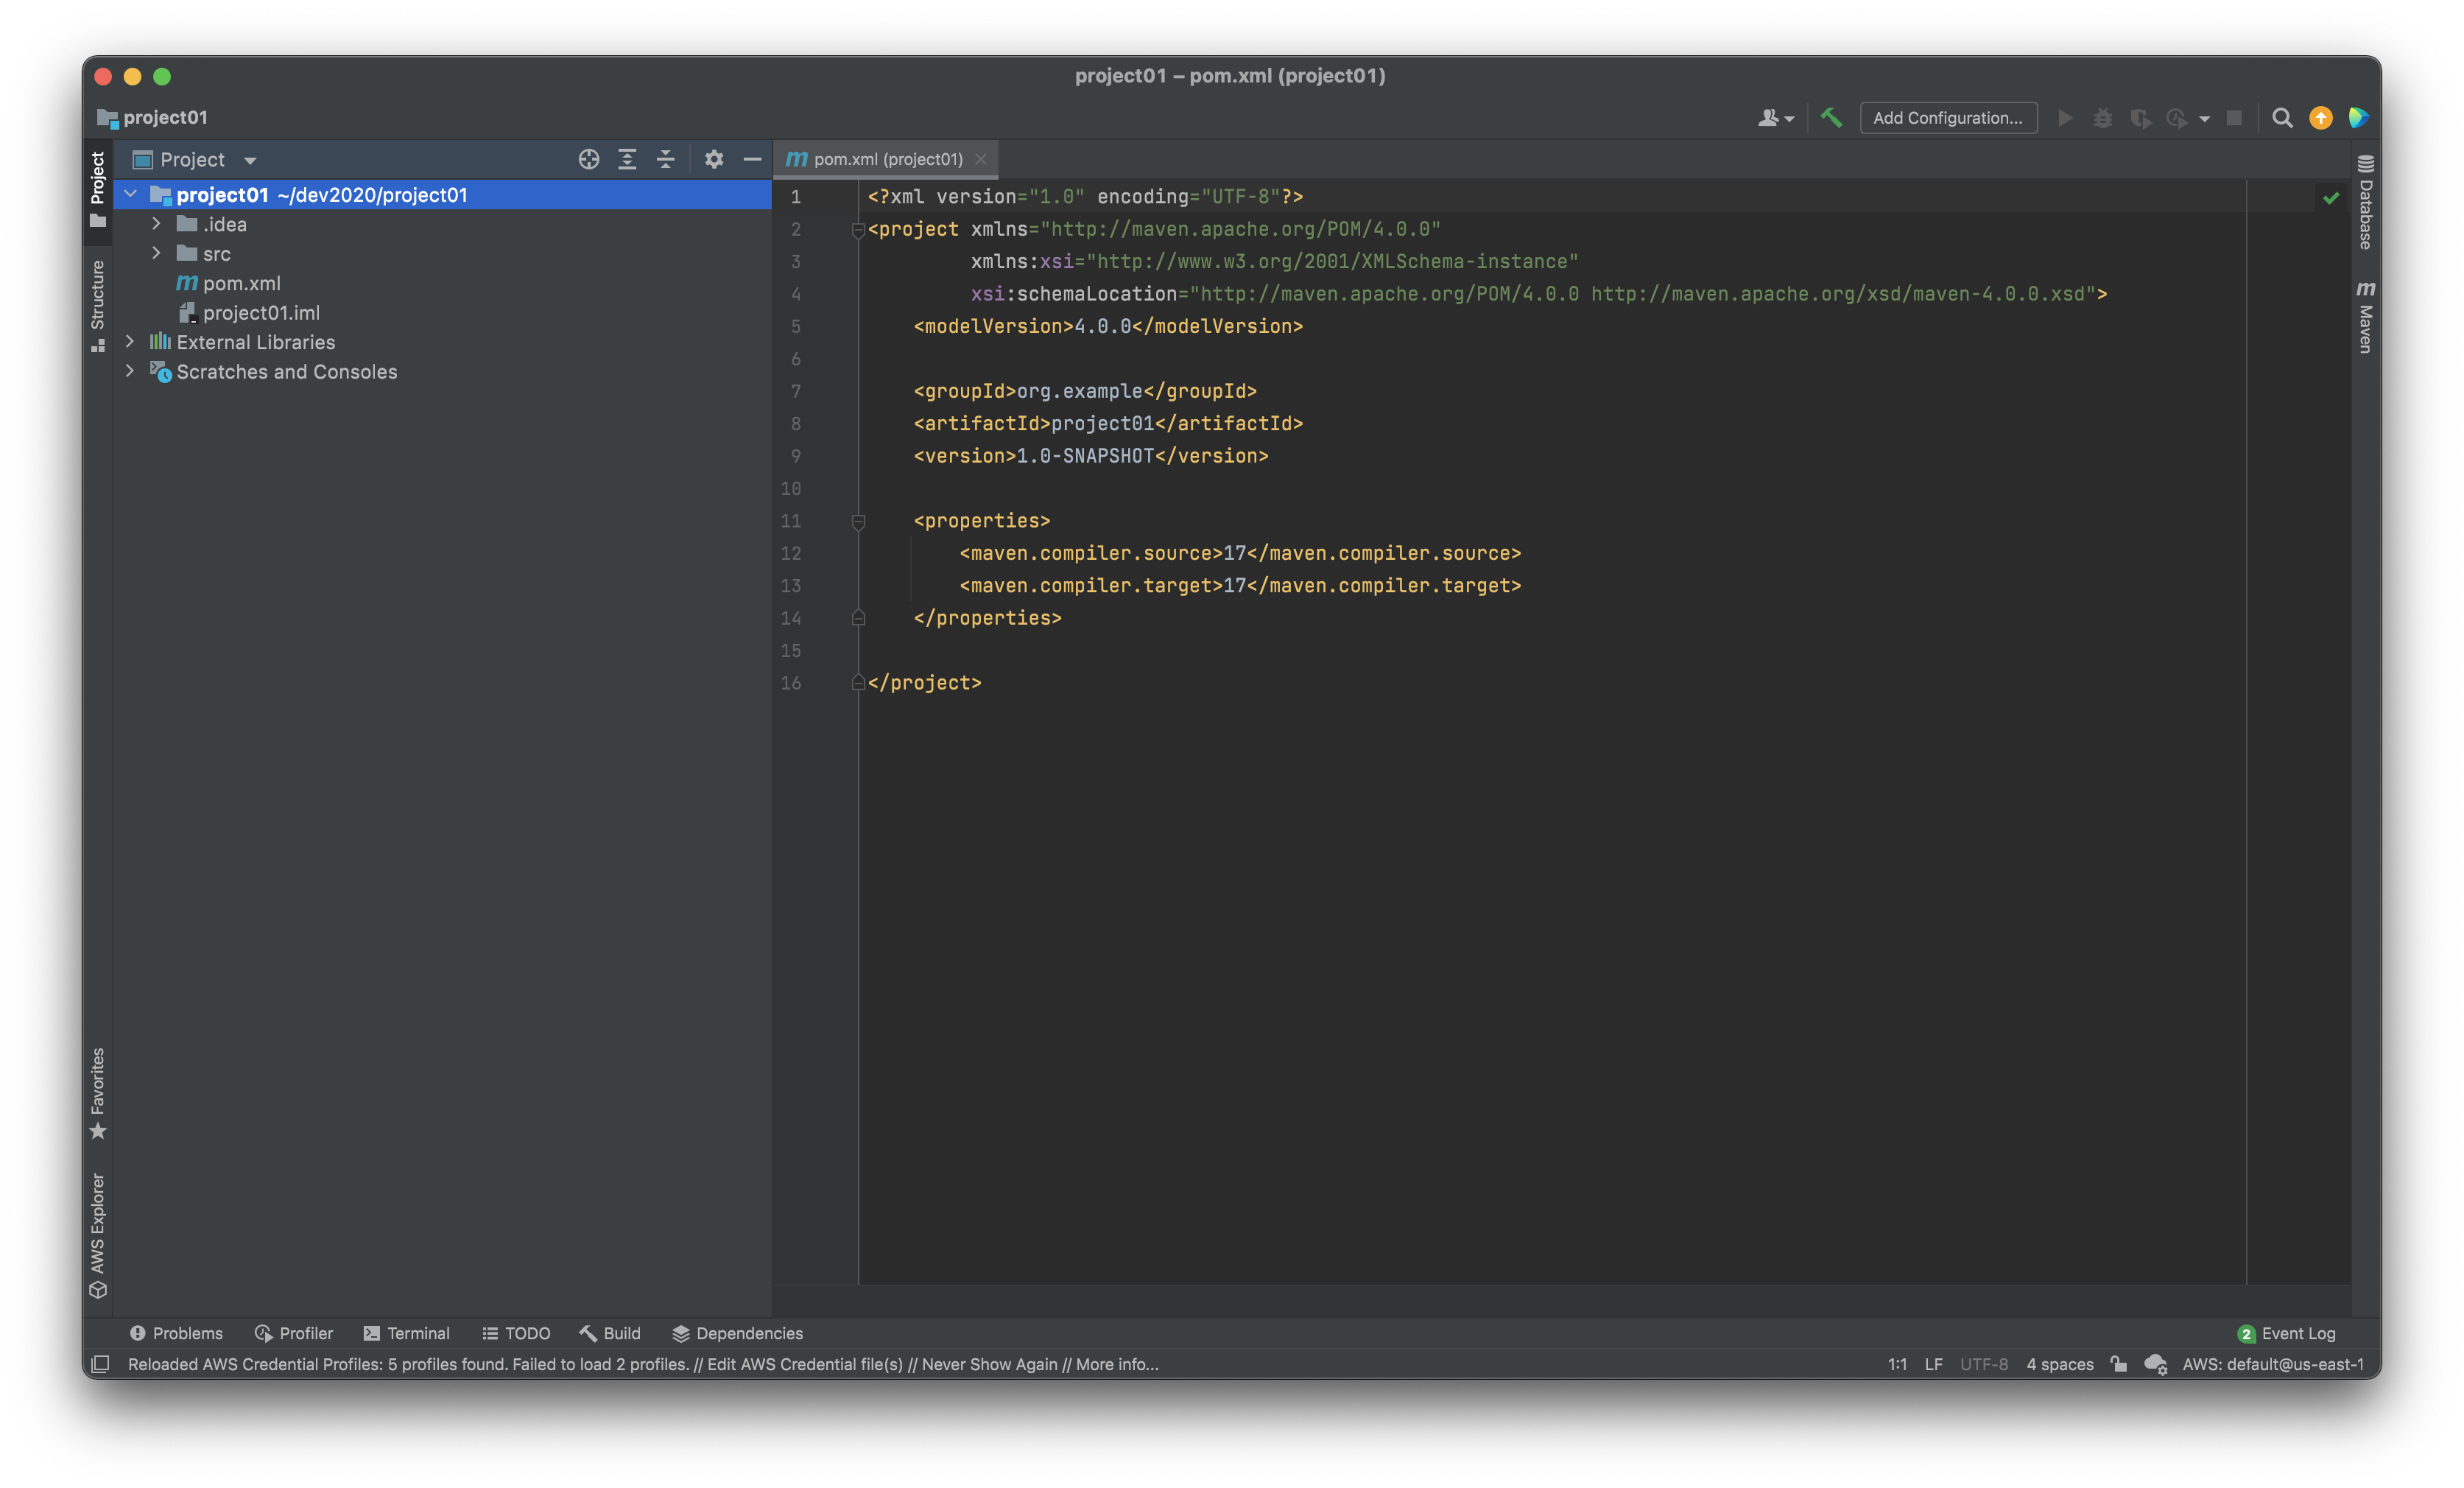 project01 – pom.xml (project01)
project01
Add Configuration...
Project
Project
pom.xml (project01)
project01 ~/dev2020/project01
.idea
src
pom.xml
project01.iml
External Libraries
Scratches and Consoles
Structure
Favorites
AWS Explorer
1 <?xml version="1.0" encoding="UTF-8"?>
2 <project xmlns="http://maven.apache.org/POM/4.0.0"
3 xmlns:xsi="http://www.w3.org/2001/XMLSchema-instance"
4 xsi:schemaLocation="http://maven.apache.org/POM/4.0.0 http://maven.apache.org/xsd/maven-4.0.0.xsd">
5 <modelVersion>4.0.0</modelVersion>
6
7 <groupId>org.example</groupId>
8 <artifactId>project01</artifactId>
9 <version>1.0-SNAPSHOT</version>
10
11 <properties>
12 <maven.compiler.source>17</maven.compiler.source>
13 <maven.compiler.target>17</maven.compiler.target>
14 </properties>
15
16 </project>
Database
m Maven
Problems Profiler Terminal TODO Build Dependencies
2 Event Log
Reloaded AWS Credential Profiles: 5 profiles found. Failed to load 2 profiles. // Edit AWS Credential file(s) // Never Show Again // More info...
1:1 LF UTF-8 4 spaces AWS: default@us-east-1